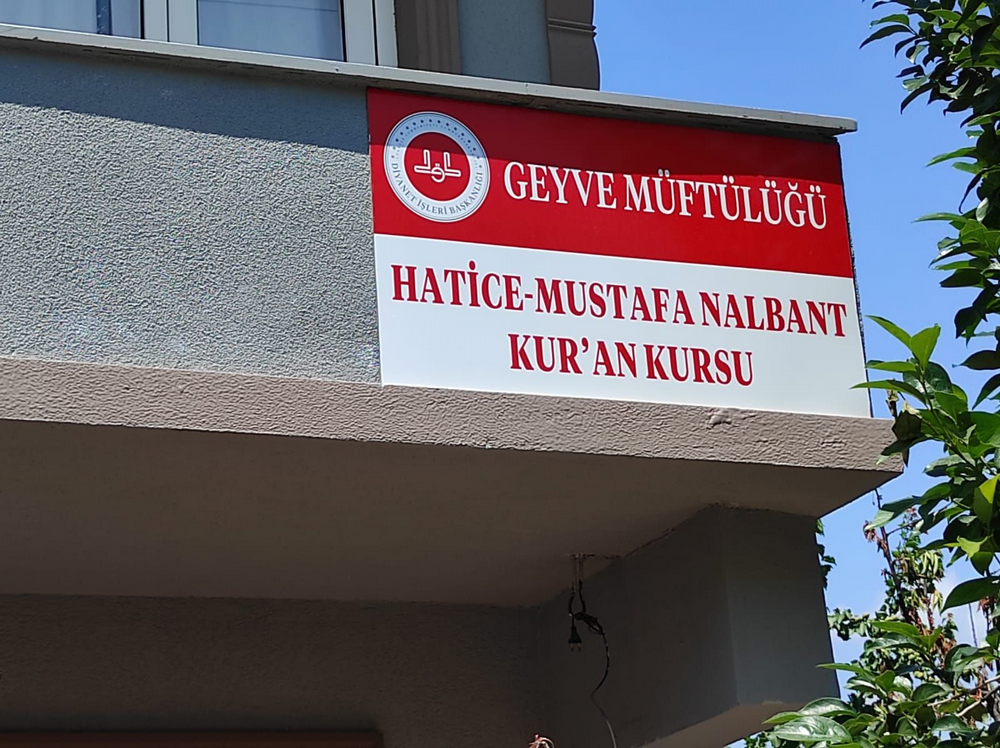 GEYVE MÜFTÜLÜĞÜ
DİYANET İŞLERİ BAŞKANLIĞI
HATİCE-MUSTAFA NALBANT
KUR'AN KURSU